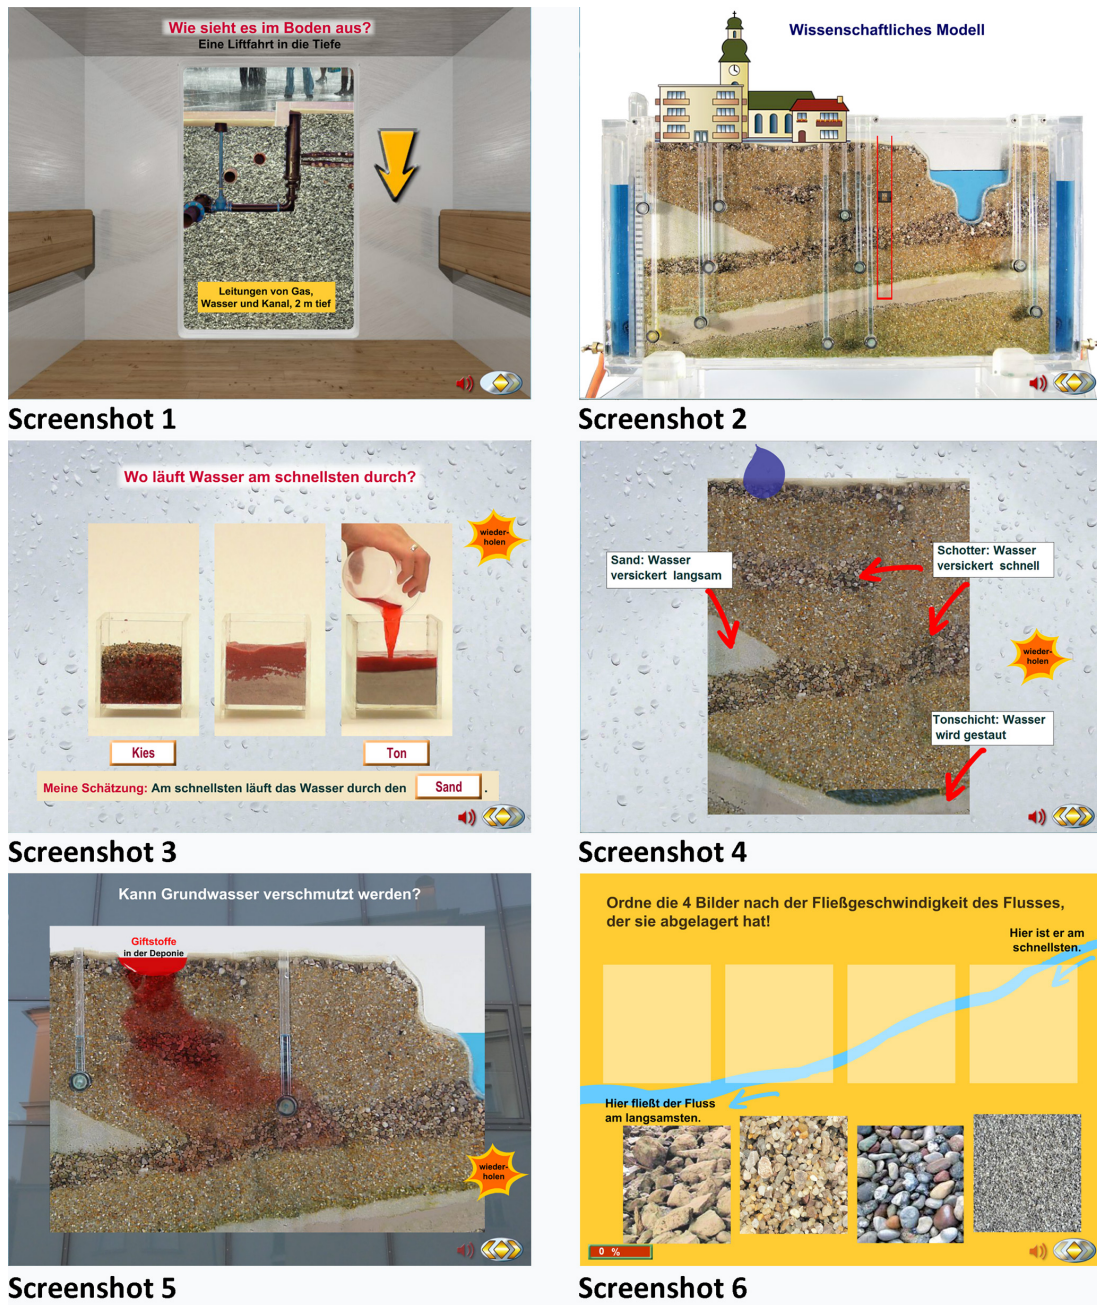 Wie sieht es im Boden aus?
Eine Liftfahrt in die Tiefe
Leitungen von Gas,
Wasser und Kanal, 2 m tief
Screenshot 1
Wissenschaftliches Modell
Screenshot 2
Wo läuft Wasser am schnellsten durch?
wieder-
holen
Kies
Ton
Meine Schätzung: Am schnellsten läuft das Wasser durch den Sand .
Screenshot 3
Sand: Wasser
versickert langsam
Schotter: Wasser
versickert schnell
wieder-
holen
Tonschicht: Wasser
wird gestaut
Screenshot 4
Kann Grundwasser verschmutzt werden?
Giftstoffe
in der Deponie
wieder-
holen
Screenshot 5
Ordne die 4 Bilder nach der Fließgeschwindigkeit des Flusses,
der sie abgelagert hat!
Hier ist er am
schnellsten.
Hier fließt der Fluss
am langsamsten.
0 %
Screenshot 6